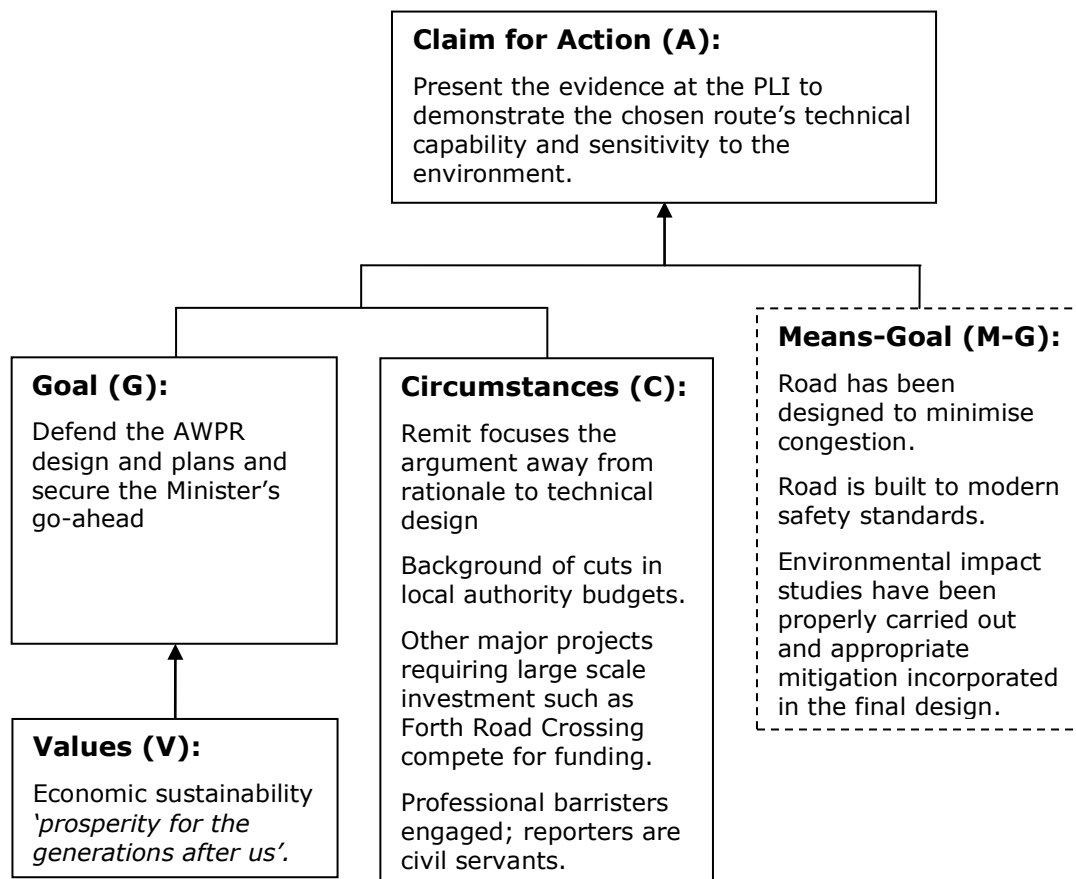 Claim for Action (A):
Present the evidence at the PLI to
demonstrate the chosen route's technical
capability and sensitivity to the
environment.
Goal (G):
Defend the AWPR
design and plans and
secure the Minister's
go-ahead
Values (V):
Economic sustainability
'prosperity for the
generations after us'.
Circumstances (C):
Remit focuses the
argument away from
rationale to technical
design
Background of cuts in
local authority budgets.
Other major projects
requiring large scale
investment such as
Forth Road Crossing
compete for funding.
Professional barristers
engaged; reporters are
civil servants.
Means-Goal (M-G):
Road has been
designed to minimise
congestion.
Road is built to modern
safety standards.
Environmental impact
studies have been
properly carried out
and appropriate
mitigation incorporated
in the final design.